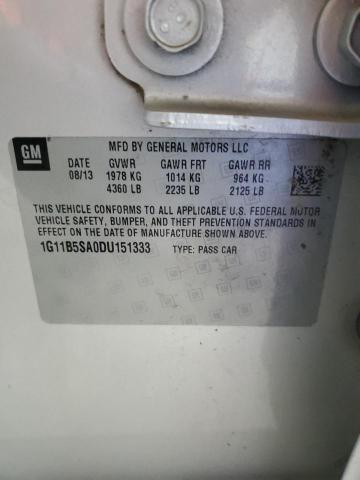 GM
MFD BY GENERAL MOTORS LLC
DATE GVWR GAWR FRT GAWR RR
08/13 1978 KG 1014 KG 964 KG
4360 LB 2235 LB 2125 LB
THIS VEHICLE CONFORMS TO ALL APPLICABLE U.S. FEDERAL MOTOR
VEHICLE SAFETY, BUMPER, AND THEFT PREVENTION STANDARDS IN
EFFECT ON THE DATE OF MANUFACTURE SHOWN ABOVE.
1G11B5SA0DU151333 TYPE: PASS CAR